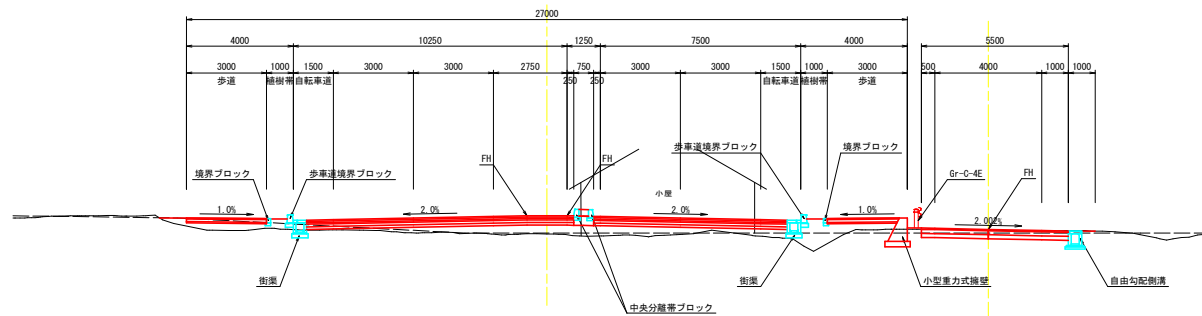 27000
4000 10250 1250 7500 4000 5500
3000 1000 1500 3000 3000 2750 750 3000 3000 1500 1000 3000 500 4000 1000 1000
歩道 植樹帯 自転車道 250 250 自転車道 植樹帯 歩道
境界ブロック 歩車道境界ブロック FH FH 歩車道境界ブロック 境界ブロック Gr-C-4E FH
小屋
1.0% 2.0% 2.0% 1.0% 2.002%
街渠 街渠 小型重力式擁壁 自由勾配側溝
中央分離帯ブロック